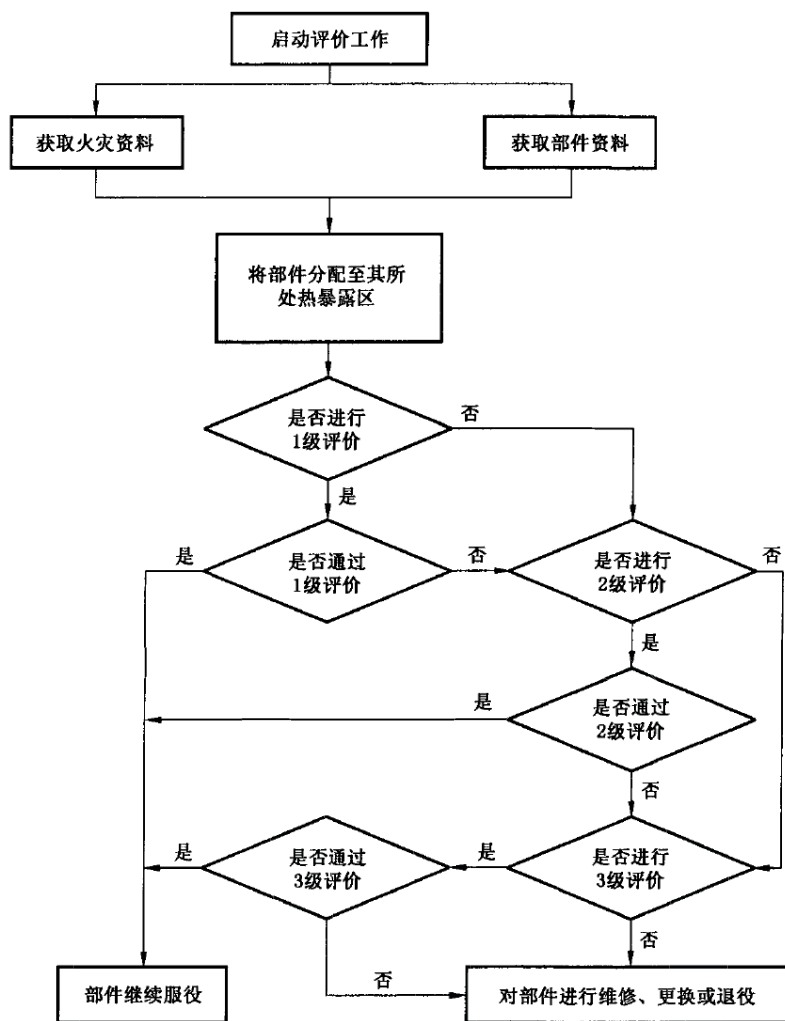 启动评价工作
获取火灾资料
获取部件资料
将部件分配至其所
处热暴露区
是否进行
1级评价
否
是
是
是否通过
1级评价
否
是否进行
2级评价
否
是
是
是否通过
2级评价
否
是
是否通过
3级评价
是
是否进行
3级评价
否
否
部件继续服役
对部件进行维修、更换或退役